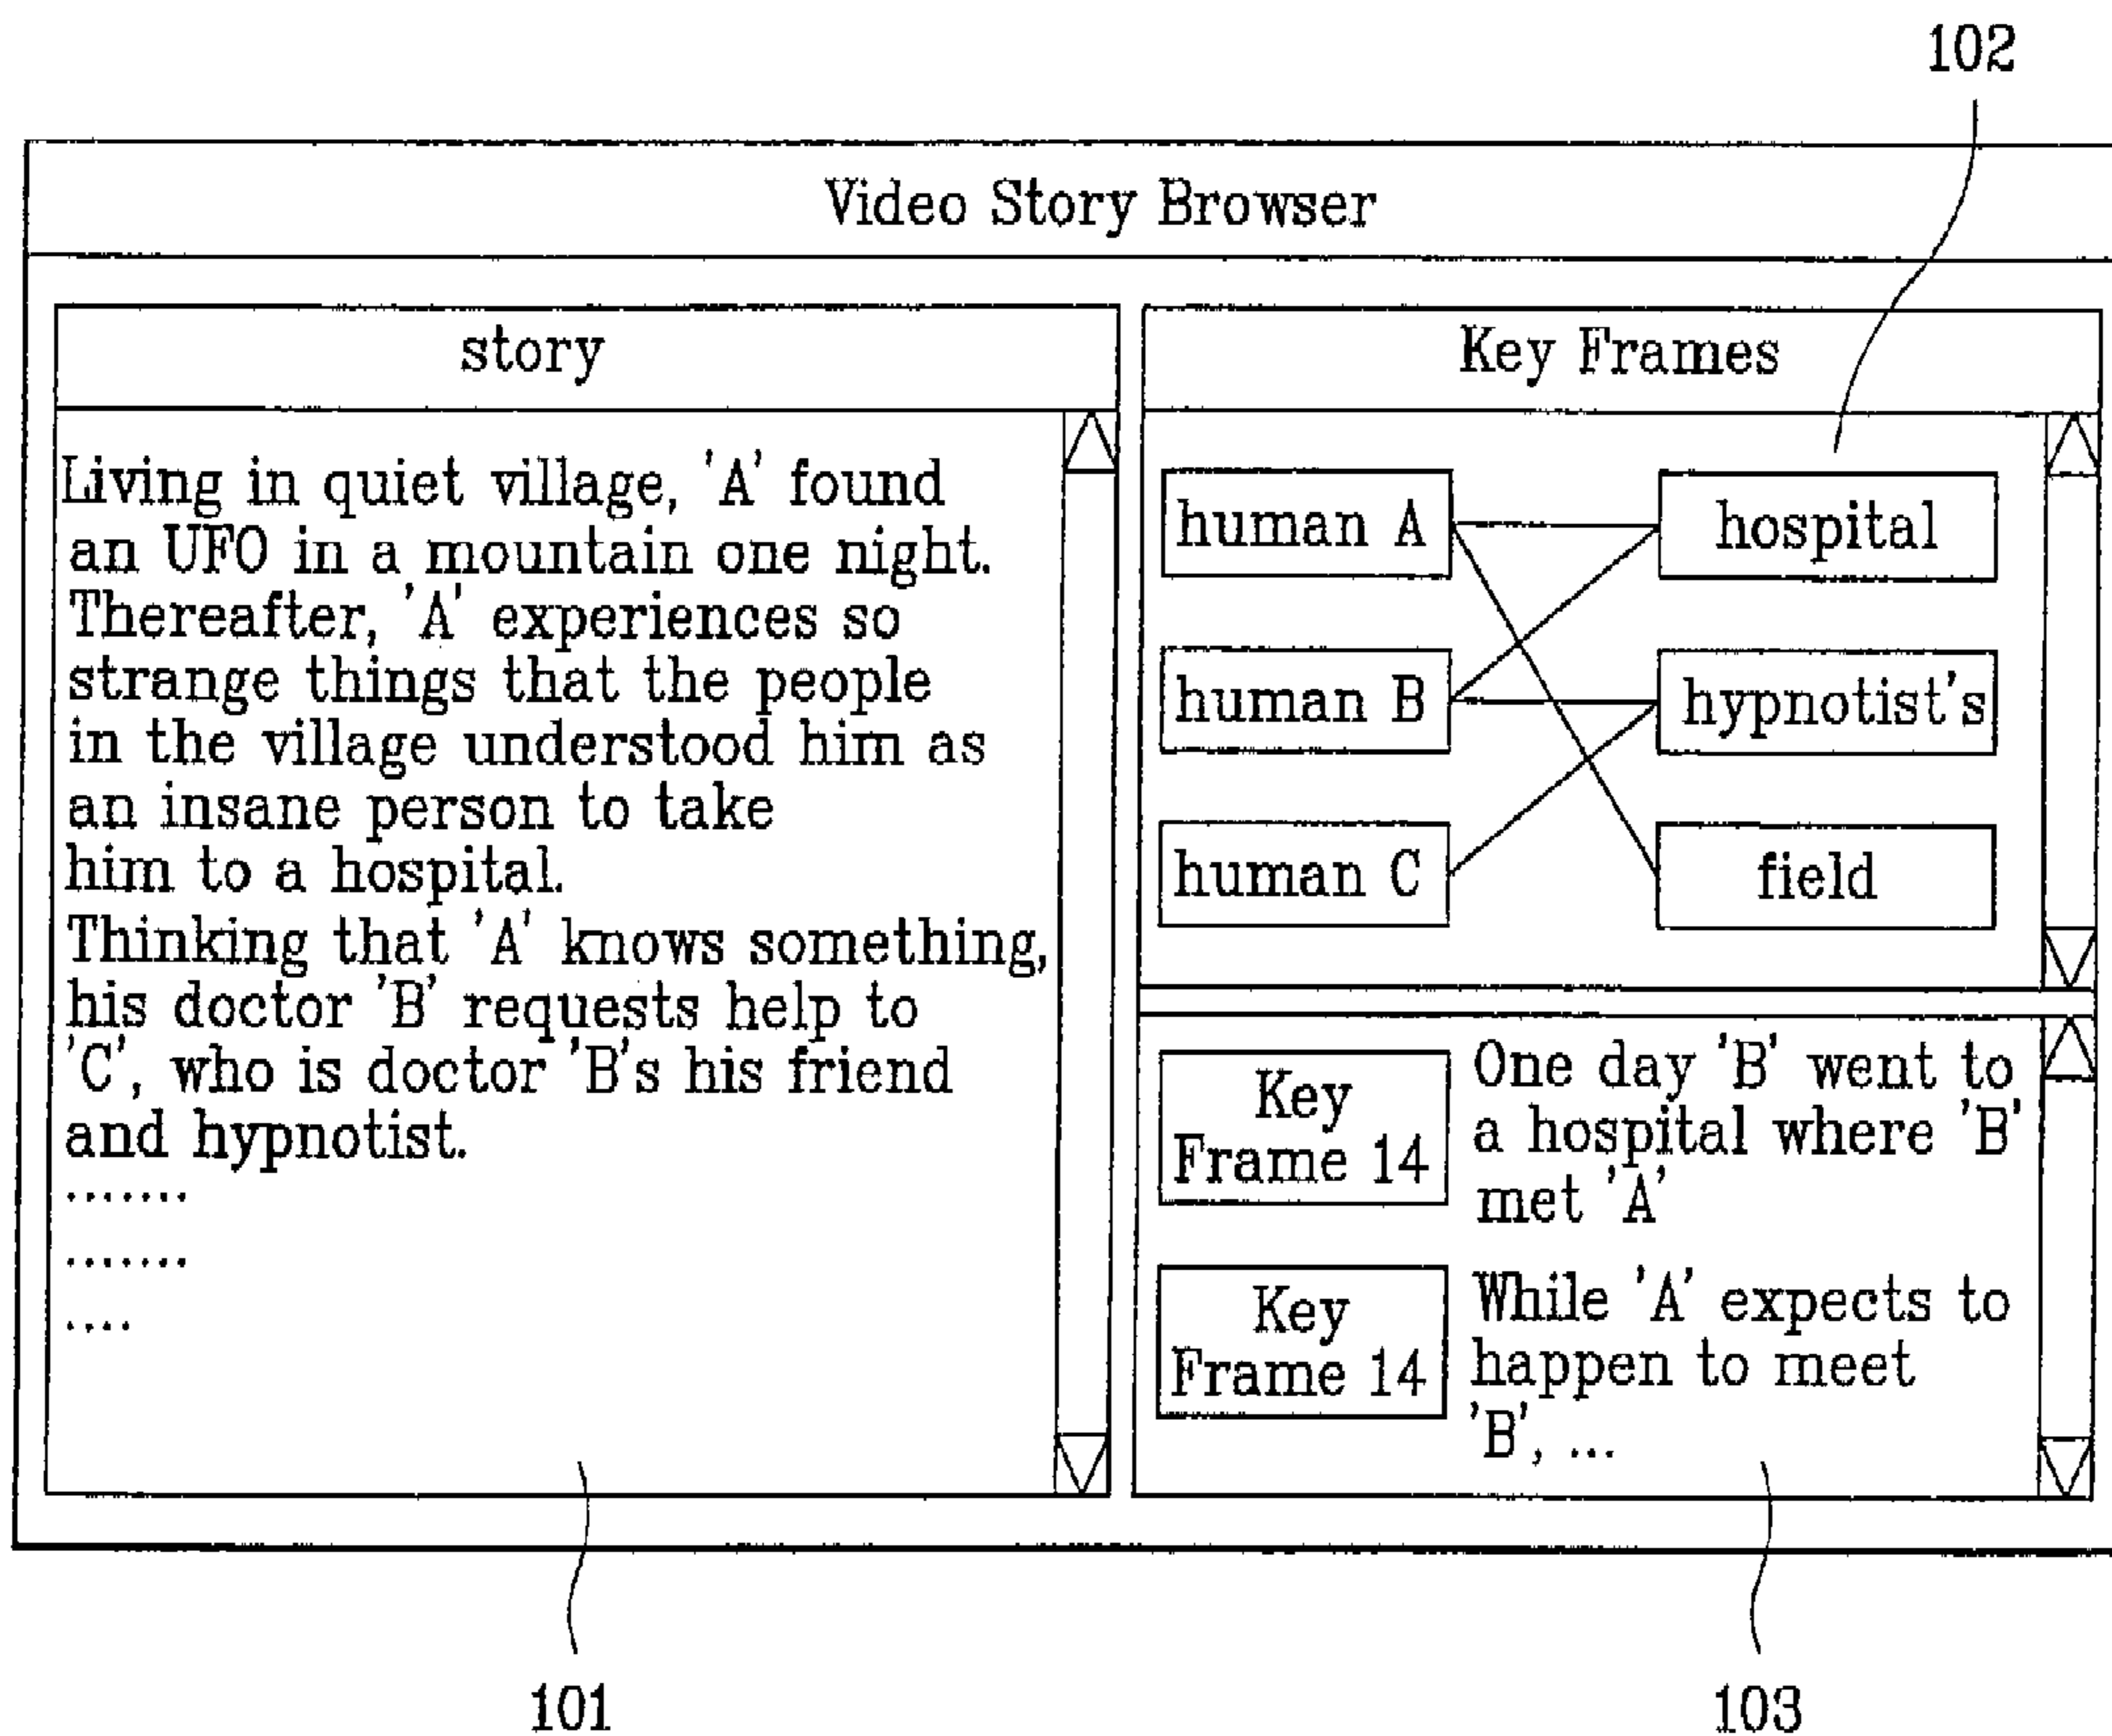 102
Video Story Browser
story
Living in quiet village, 'A' found
an UFO in a mountain one night.
Thereafter, 'A' experiences so
strange things that the people
in the village understood him as
an insane person to take
him to a hospital.
Thinking that 'A' knows something,
his doctor 'B' requests help to
'C', who is doctor 'B's his friend
and hypnotist.
.......
.......
....
Key Frames
human A
hospital
human B
hypnotist's
human C
field
Key
Frame 14
One day 'B' went to
a hospital where 'B'
met 'A'
Key
Frame 14
While 'A' expects to
happen to meet
'B', ...
101
103